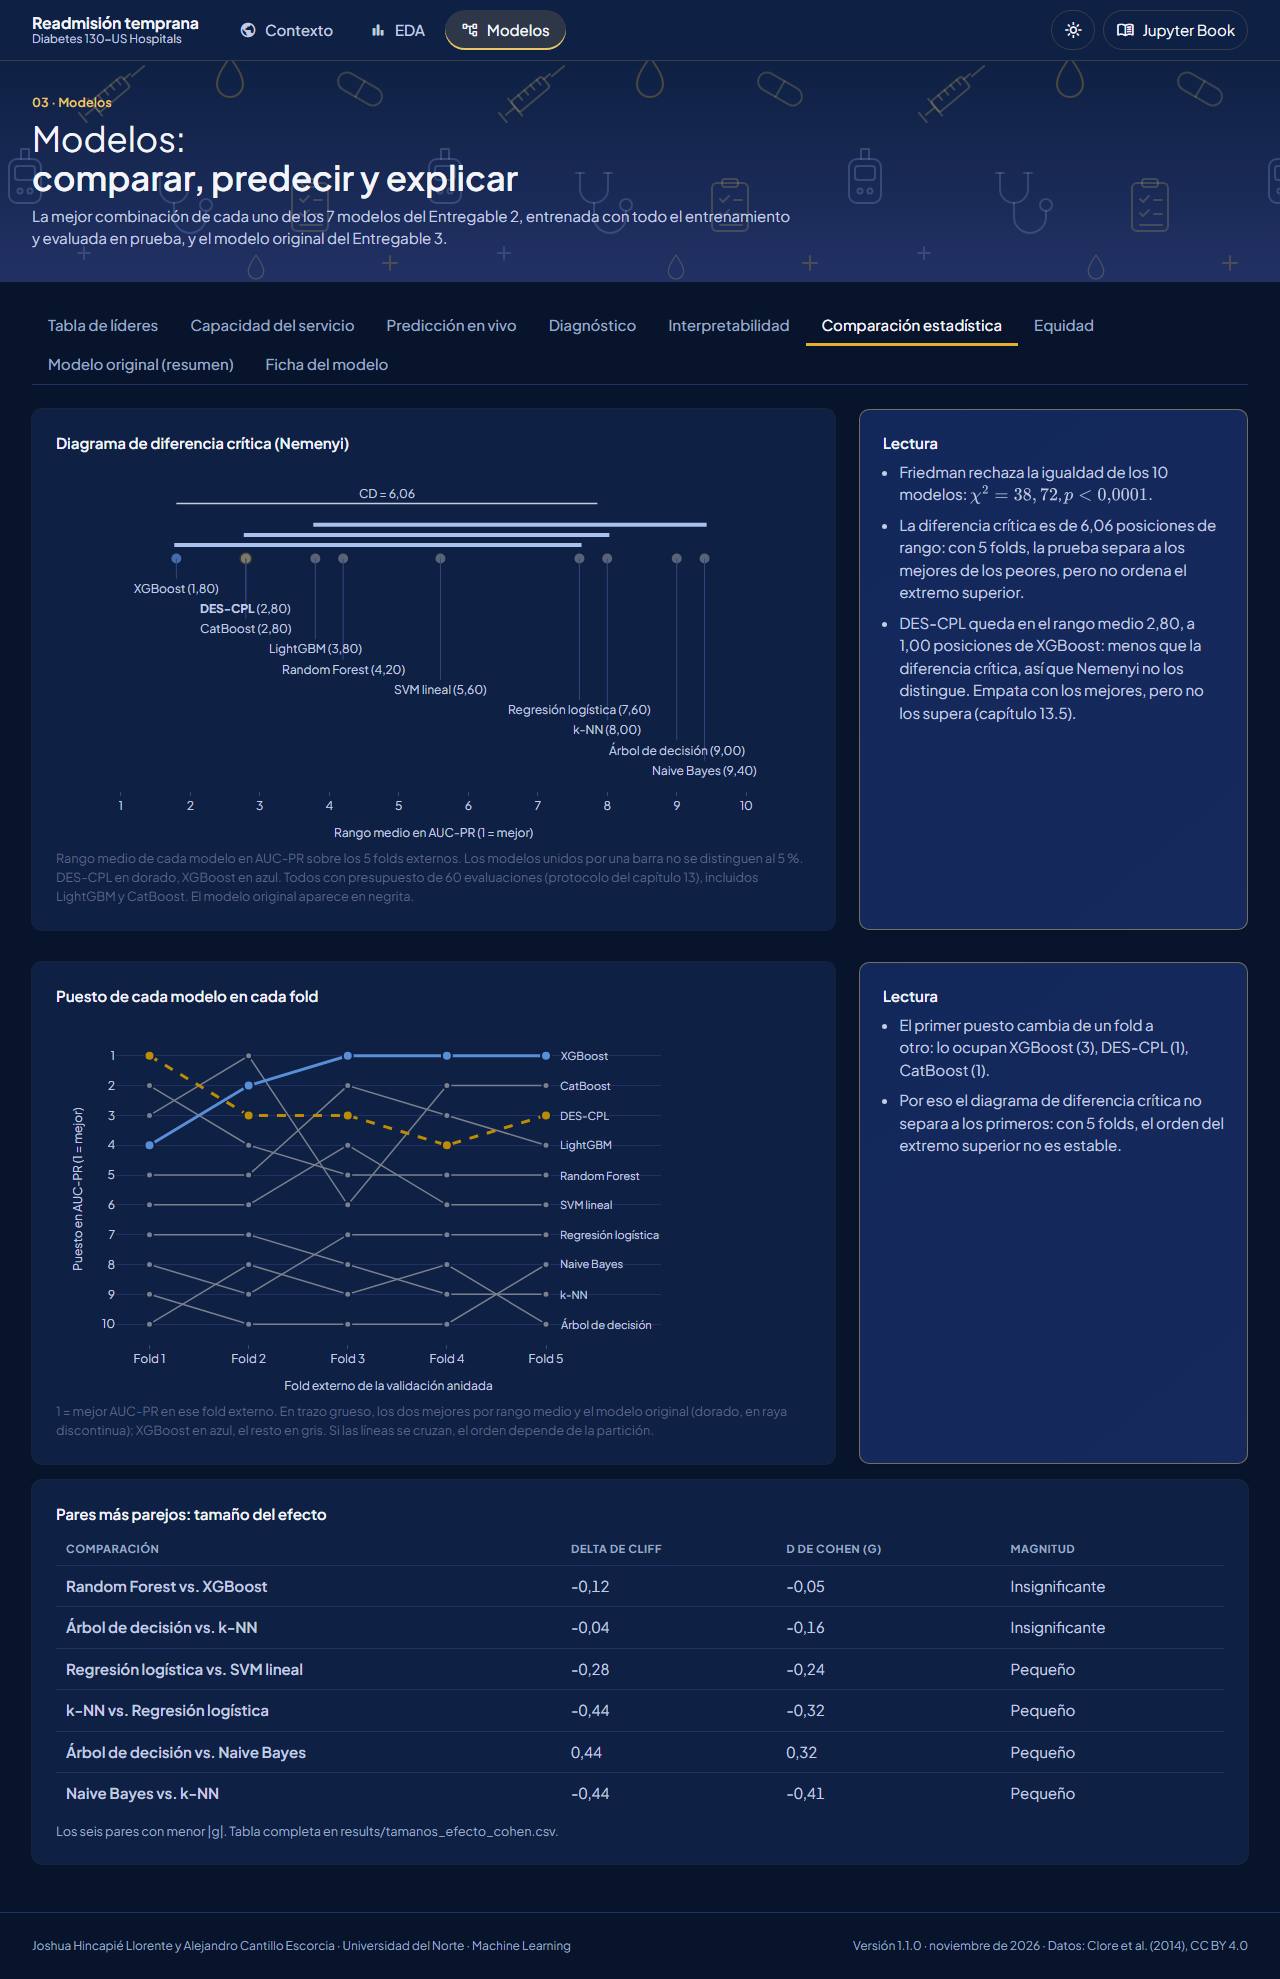 Readmisión temprana
Diabetes 130-US Hospitals
Contexto
EDA
Modelos
Jupyter Book
03 · Modelos
Modelos:
comparar, predecir y explicar
La mejor combinación de cada uno de los 7 modelos del Entregable 2, entrenada con todo el entrenamiento
y evaluada en prueba, y el modelo original del Entregable 3.
Tabla de líderes
Capacidad del servicio
Predicción en vivo
Diagnóstico
Interpretabilidad
Comparación estadística
Equidad
Modelo original (resumen)
Ficha del modelo
Diagrama de diferencia crítica (Nemenyi)
CD = 6,06
XGBoost (1,80)
DES-CPL (2,80)
CatBoost (2,80)
LightGBM (3,80)
Random Forest (4,20)
SVM lineal (5,60)
Regresión logística (7,60)
k-NN (8,00)
Árbol de decisión (9,00)
Naive Bayes (9,40)
1 2 3 4 5 6 7 8 9 10
Rango medio en AUC-PR (1 = mejor)
Rango medio de cada modelo en AUC-PR sobre los 5 folds externos. Los modelos unidos por una barra no se distinguen al 5 %.
DES-CPL en dorado, XGBoost en azul. Todos con presupuesto de 60 evaluaciones (protocolo del capítulo 13), incluidos
LightGBM y CatBoost. El modelo original aparece en negrita.
Lectura
• Friedman rechaza la igualdad de los 10
modelos: χ² = 38,72, p < 0,0001.
• La diferencia crítica es de 6,06 posiciones de
rango: con 5 folds, la prueba separa a los
mejores de los peores, pero no ordena el
extremo superior.
• DES-CPL queda en el rango medio 2,80, a
1,00 posiciones de XGBoost: menos que la
diferencia crítica, así que Nemenyi no los
distingue. Empata con los mejores, pero no
los supera (capítulo 13.5).
Puesto de cada modelo en cada fold
Puesto en AUC-PR (1 = mejor)
1
2
3
4
5
6
7
8
9
10
XGBoost
CatBoost
DES-CPL
LightGBM
Random Forest
SVM lineal
Regresión logística
Naive Bayes
k-NN
Árbol de decisión
Fold 1 Fold 2 Fold 3 Fold 4 Fold 5
Fold externo de la validación anidada
1 = mejor AUC-PR en ese fold externo. En trazo grueso, los dos mejores por rango medio y el modelo original (dorado, en raya
discontinua); XGBoost en azul, el resto en gris. Si las líneas se cruzan, el orden depende de la partición.
Lectura
• El primer puesto cambia de un fold a
otro: lo ocupan XGBoost (3), DES-CPL (1),
CatBoost (1).
• Por eso el diagrama de diferencia crítica no
separa a los primeros: con 5 folds, el orden del
extremo superior no es estable.
Pares más parejos: tamaño del efecto
COMPARACIÓN DELTA DE CLIFF D DE COHEN (G) MAGNITUD
Random Forest vs. XGBoost -0,12 -0,05 Insignificante
Árbol de decisión vs. k-NN -0,04 -0,16 Insignificante
Regresión logística vs. SVM lineal -0,28 -0,24 Pequeño
k-NN vs. Regresión logística -0,44 -0,32 Pequeño
Árbol de decisión vs. Naive Bayes 0,44 0,32 Pequeño
Naive Bayes vs. k-NN -0,44 -0,41 Pequeño
Los seis pares con menor |g|. Tabla completa en results/tamanos_efecto_cohen.csv.
Joshua Hincapié Llorente y Alejandro Cantillo Escorcia · Universidad del Norte · Machine Learning
Versión 1.1.0 · noviembre de 2026 · Datos: Clore et al. (2014), CC BY 4.0